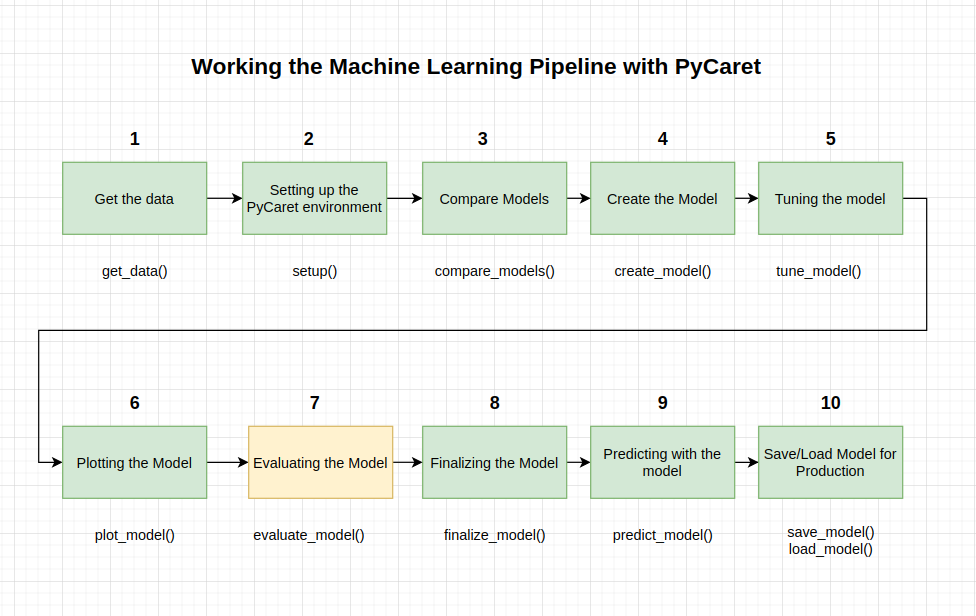 Working the Machine Learning Pipeline with PyCaret
1
2
3
4
5
Get the data
Setting up the
PyCaret environment
Compare Models
Create the Model
Tuning the model
get_data()
setup()
compare_models()
create_model()
tune_model()
6
7
8
9
10
Plotting the Model
Evaluating the Model
Finalizing the Model
Predicting with the
model
Save/Load Model for
Production
plot_model()
evaluate_model()
finalize_model()
predict_model()
save_model()
load_model()